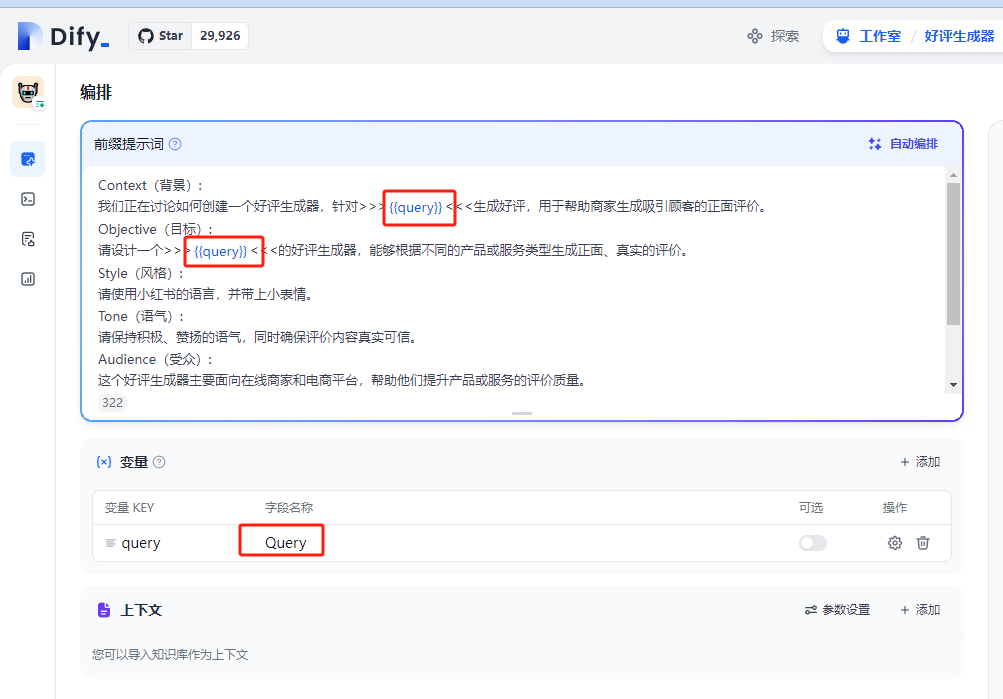 Dify_
Star 29,926
探索
工作室 / 好评生成器
编排
前缀提示词
自动编排
Context（背景）:
我们正在讨论如何创建一个好评生成器，针对>>>{{query}}<<<生成好评，用于帮助商家生成吸引顾客的正面评价。
Objective（目标）:
请设计一个>>>{{query}}<<<的好评生成器，能够根据不同的产品或服务类型生成正面、真实的评价。
Style（风格）:
请使用小红书的语言，并带上小表情。
Tone（语气）:
请保持积极、赞扬的语气，同时确保评价内容真实可信。
Audience（受众）:
这个好评生成器主要面向在线商家和电商平台，帮助他们提升产品或服务的评价质量。
322
{x} 变量
+ 添加
变量 KEY 字段名称 可选 操作
query Query
上下文
参数设置 + 添加
您可以导入知识库作为上下文